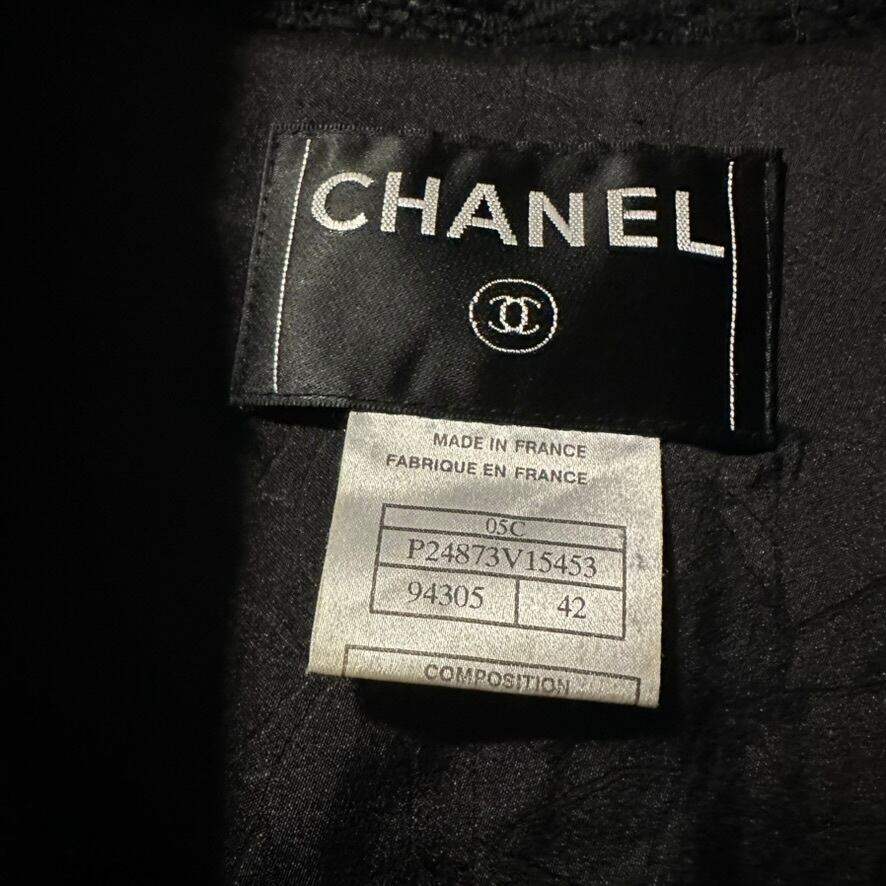 CHANEL
MADE IN FRANCE
FABRIQUE EN FRANCE
05C
P24873V15453
94305 42
COMPOSITION